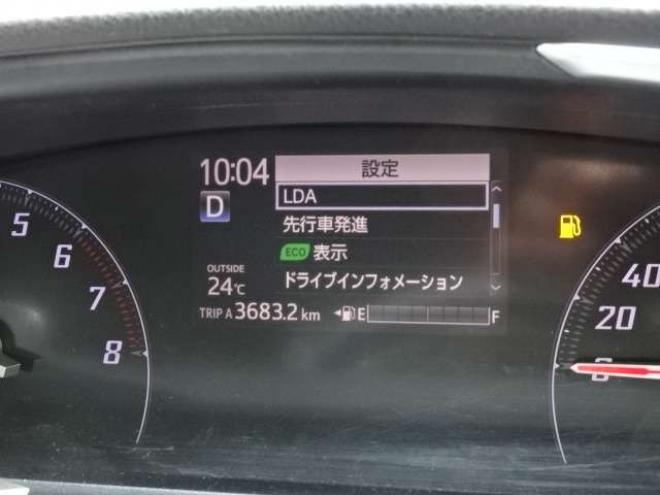 10:04
設定
D
LDA
先行車発進
ECO 表示
ドライブインフォメーション
OUTSIDE
24℃
TRIP A 3683.2 km
E F
5
6
7
8
40
20
0